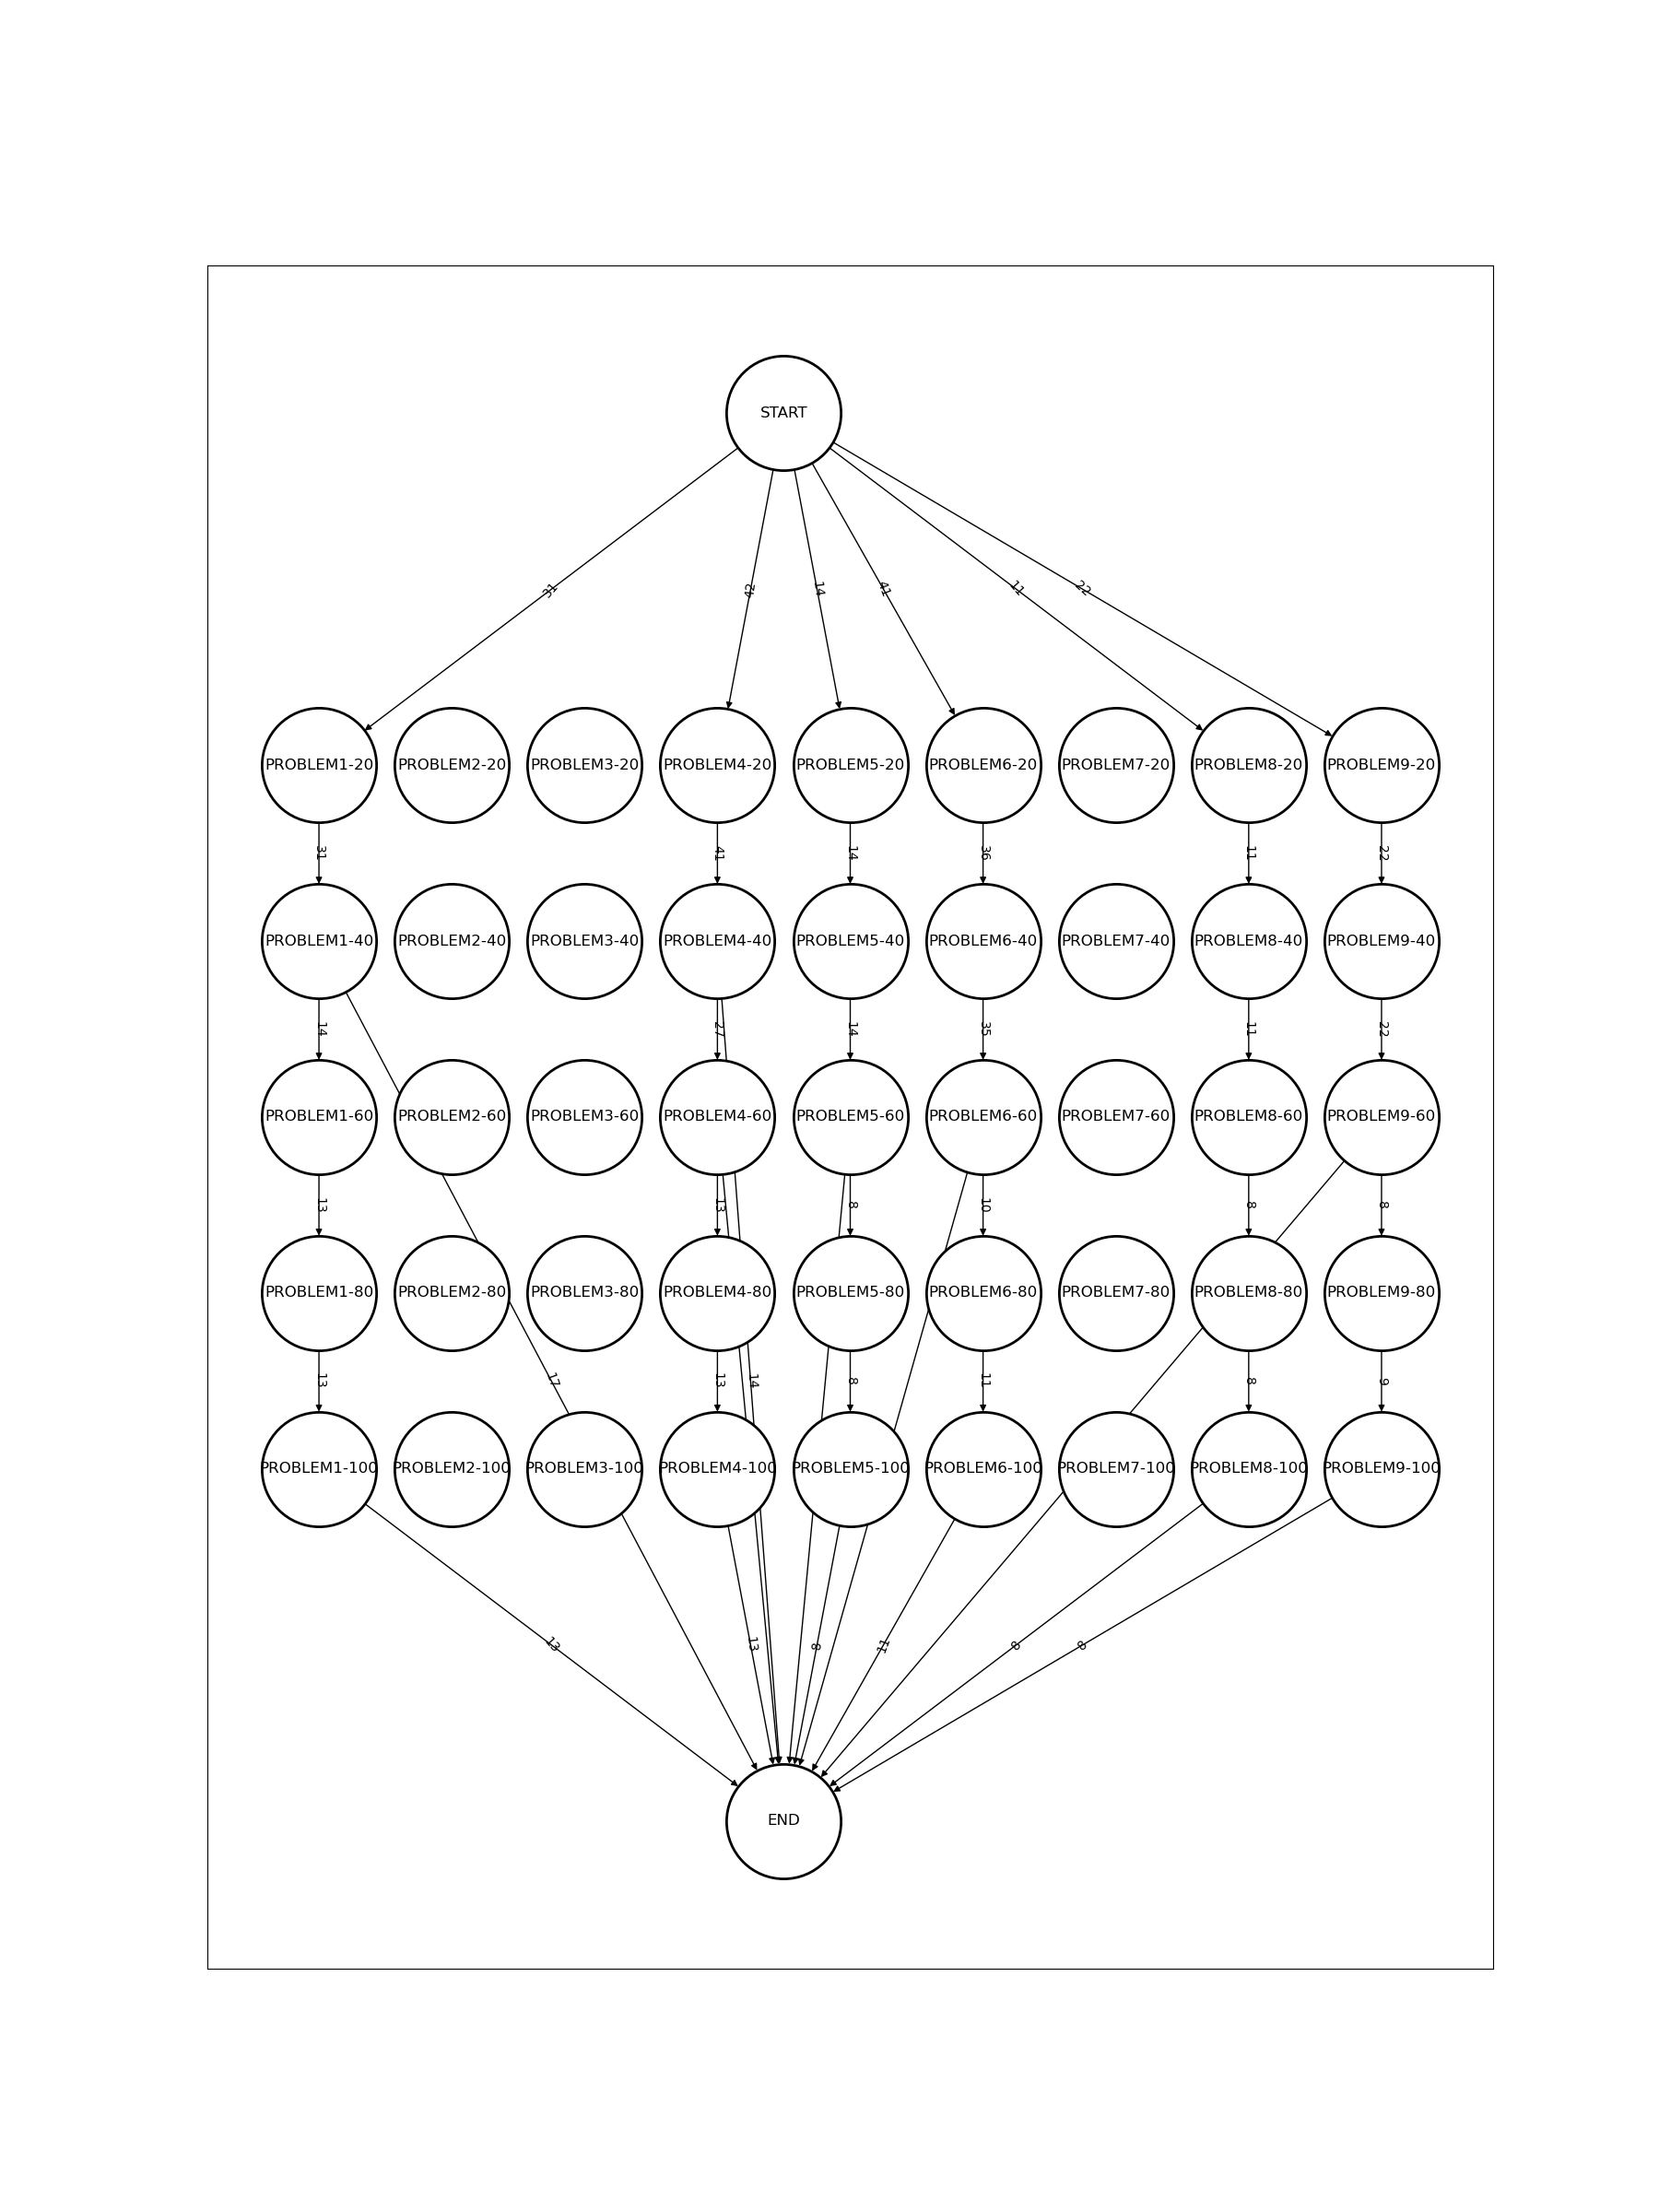 START
31 42 14 41 11 22
PROBLEM1-20 PROBLEM2-20 PROBLEM3-20 PROBLEM4-20 PROBLEM5-20 PROBLEM6-20 PROBLEM7-20 PROBLEM8-20 PROBLEM9-20
31 41 14 36 11 22
PROBLEM1-40 PROBLEM2-40 PROBLEM3-40 PROBLEM4-40 PROBLEM5-40 PROBLEM6-40 PROBLEM7-40 PROBLEM8-40 PROBLEM9-40
14 27 14 35 11 22
PROBLEM1-60 PROBLEM2-60 PROBLEM3-60 PROBLEM4-60 PROBLEM5-60 PROBLEM6-60 PROBLEM7-60 PROBLEM8-60 PROBLEM9-60
13 13 8 10 8 8
PROBLEM1-80 PROBLEM2-80 PROBLEM3-80 PROBLEM4-80 PROBLEM5-80 PROBLEM6-80 PROBLEM7-80 PROBLEM8-80 PROBLEM9-80
13 17 13 14 8 11 8 9
PROBLEM1-100 PROBLEM2-100 PROBLEM3-100 PROBLEM4-100 PROBLEM5-100 PROBLEM6-100 PROBLEM7-100 PROBLEM8-100 PROBLEM9-100
13 13 8 11 8 8
END